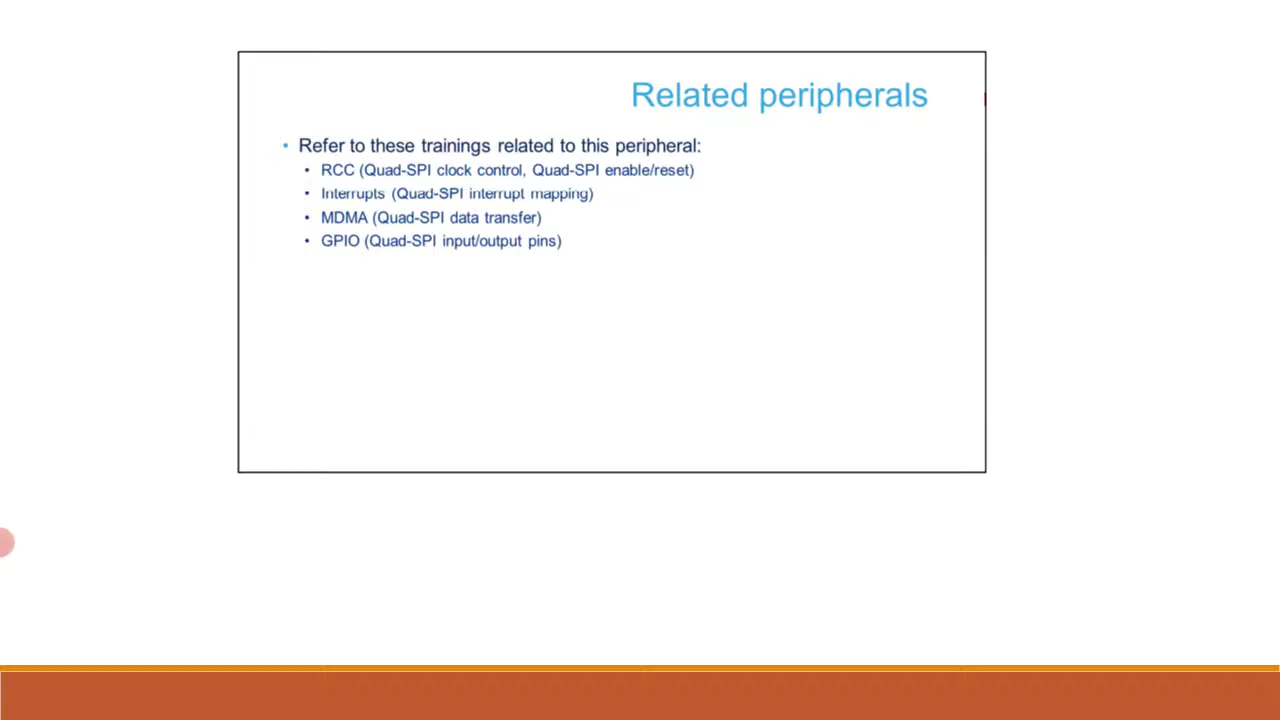 Related peripherals
• Refer to these trainings related to this peripheral:
• RCC (Quad-SPI clock control, Quad-SPI enable/reset)
• Interrupts (Quad-SPI interrupt mapping)
• MDMA (Quad-SPI data transfer)
• GPIO (Quad-SPI input/output pins)